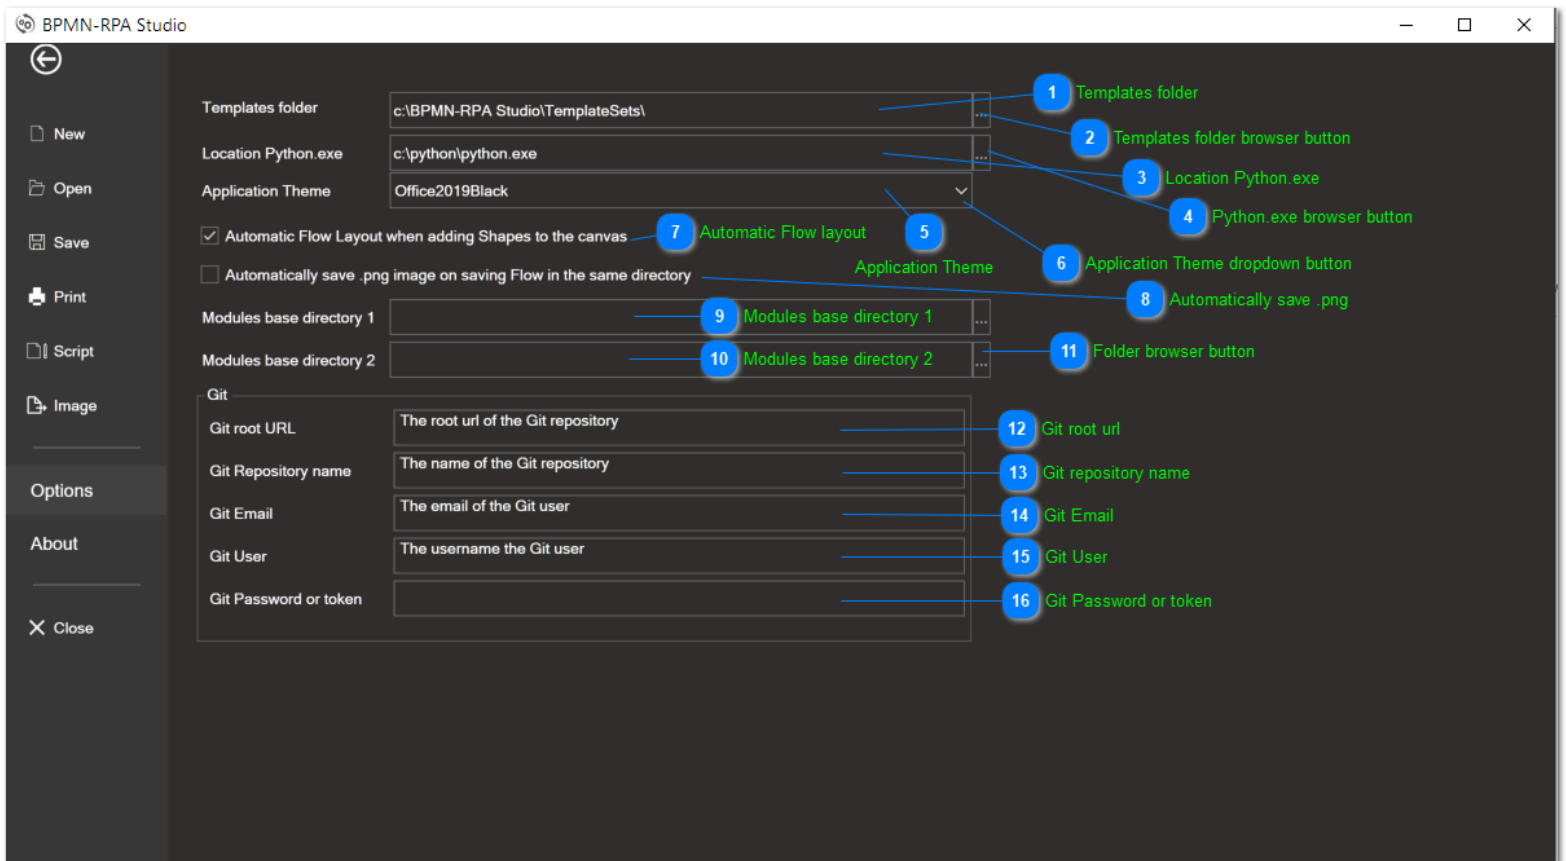 BPMN-RPA Studio
New
Open
Save
Print
Script
Image
Options
About
Close
Templates folder
c:\BPMN-RPA Studio\TemplateSets\
...
1 Templates folder
2 Templates folder browser button
Location Python.exe
c:\python\python.exe
...
3 Location Python.exe
4 Python.exe browser button
Application Theme
Office2019Black
5
Application Theme
6 Application Theme dropdown button
Automatic Flow Layout when adding Shapes to the canvas
7 Automatic Flow layout
Automatically save .png image on saving Flow in the same directory
8 Automatically save .png
Modules base directory 1
9 Modules base directory 1
...
Modules base directory 2
10 Modules base directory 2
...
11 Folder browser button
Git
Git root URL
The root url of the Git repository
12 Git root url
Git Repository name
The name of the Git repository
13 Git repository name
Git Email
The email of the Git user
14 Git Email
Git User
The username the Git user
15 Git User
Git Password or token
16 Git Password or token